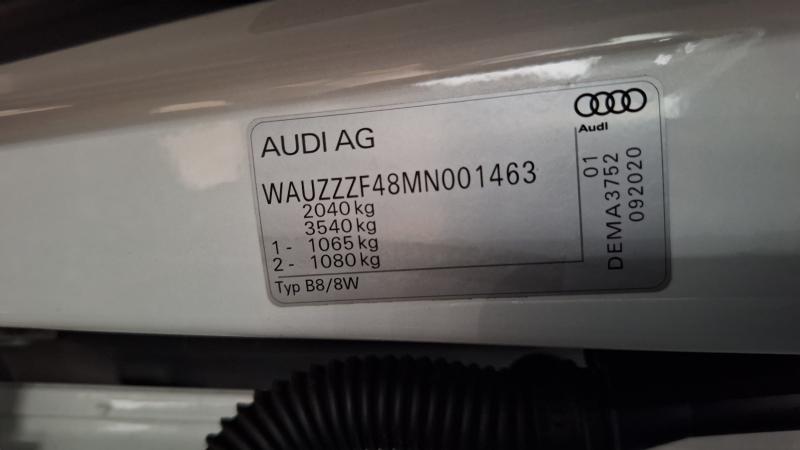 AUDI AG
WAUZZZF48MN001463
2040 kg
3540 kg
1 - 1065 kg
2 - 1080 kg
Typ B8/8W
Audi
01
DEMA3752
092020